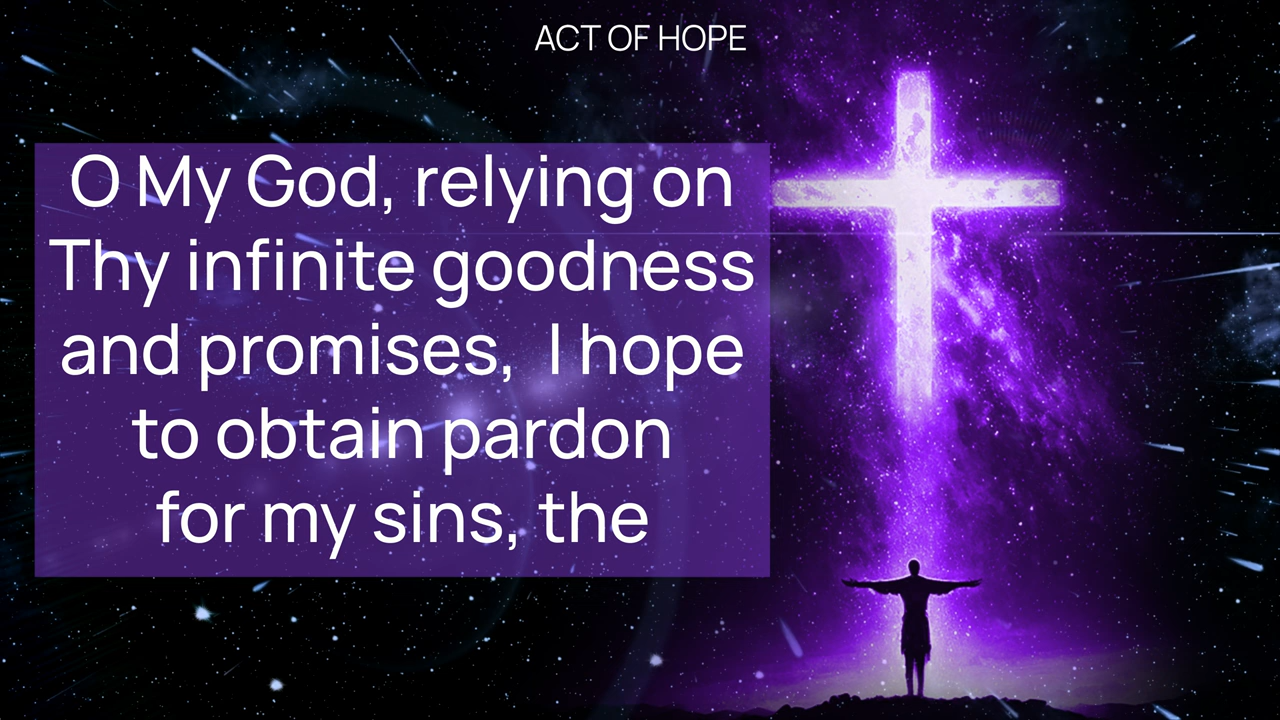 ACT OF HOPE
O My God, relying on
Thy infinite goodness
and promises,  I hope
to obtain pardon
for my sins, the